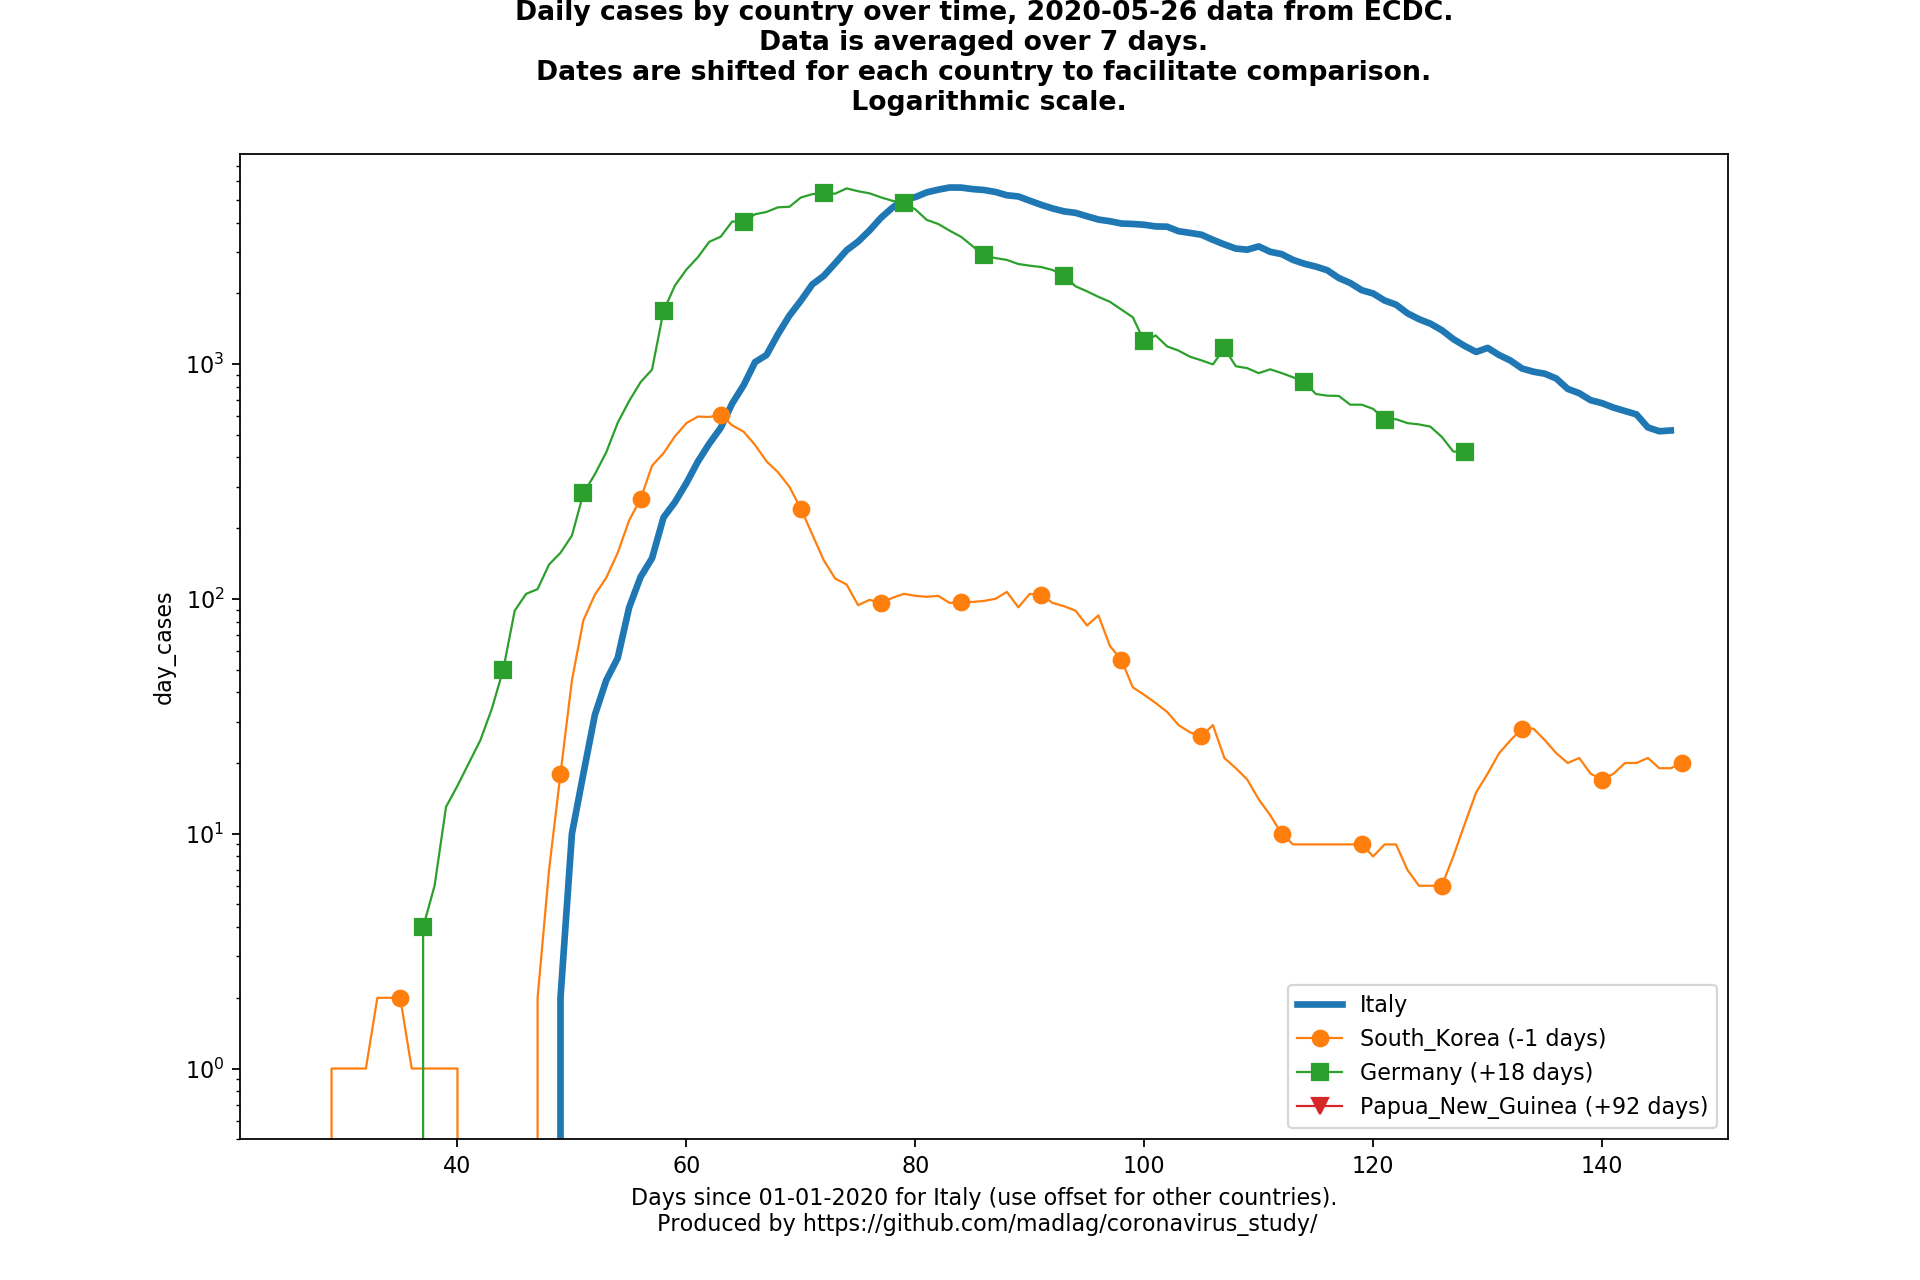 Daily cases by country over time, 2020-05-26 data from ECDC.
Data is averaged over 7 days.
Dates are shifted for each country to facilitate comparison.
Logarithmic scale.
10³
10²
10¹
10⁰
day_cases
40 60 80 100 120 140
Italy
South_Korea (-1 days)
Germany (+18 days)
Papua_New_Guinea (+92 days)
Days since 01-01-2020 for Italy (use offset for other countries).
Produced by https://github.com/madlag/coronavirus_study/